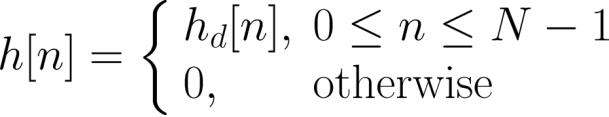 h[n] = { h_d[n], 0 ≤ n ≤ N − 1
0, otherwise